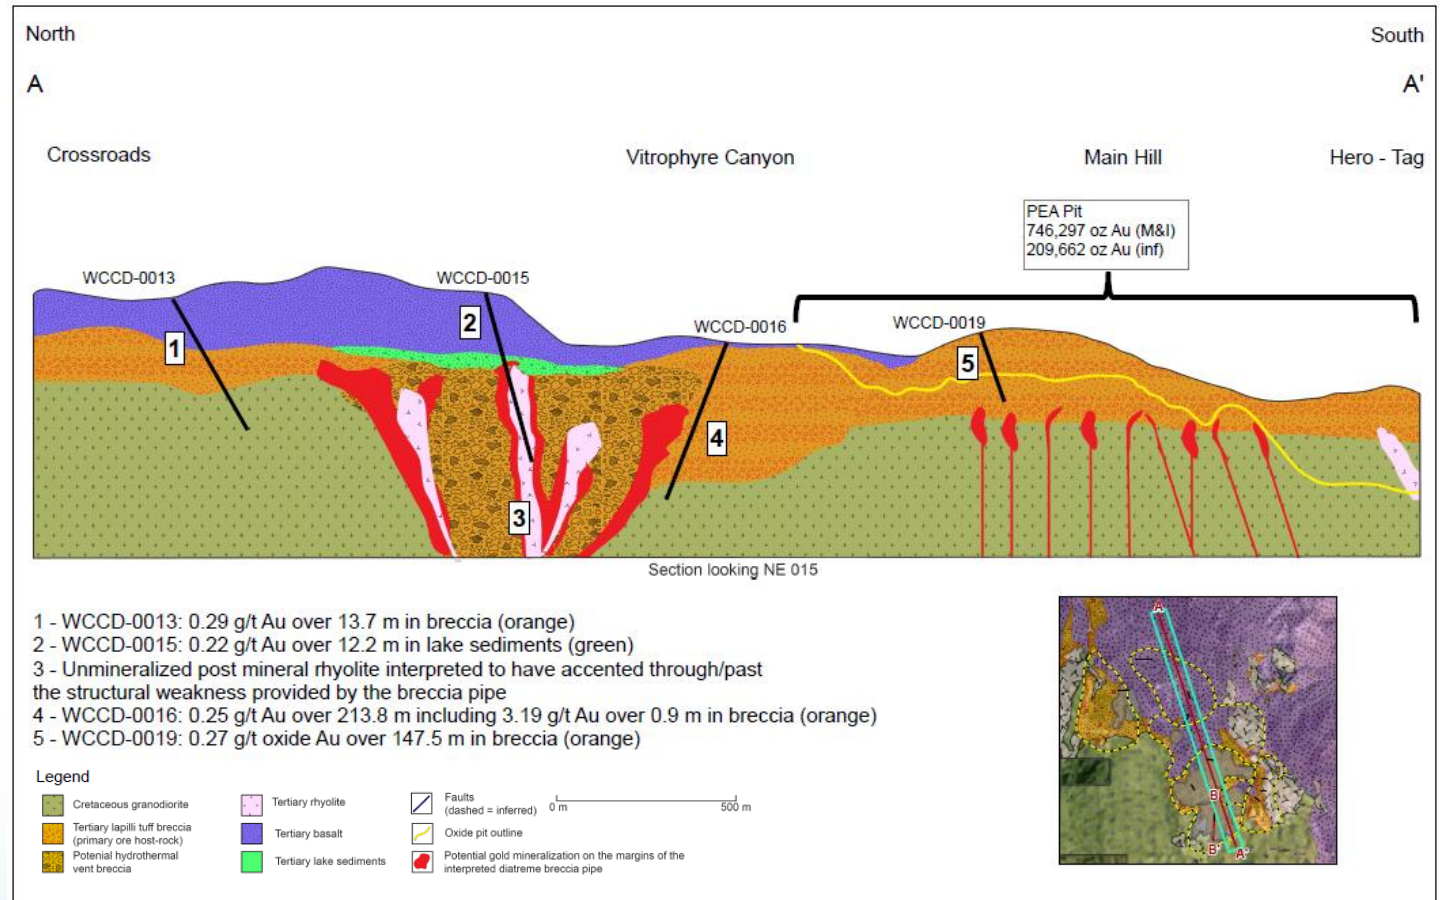 North
South
A
A'
Crossroads
Vitrophyre Canyon
Main Hill
Hero - Tag
PEA Pit
746,297 oz Au (M&I)
209,662 oz Au (inf)
WCCD-0013
WCCD-0015
WCCD-0016
WCCD-0019
1
2
3
4
5
Section looking NE 015
1 - WCCD-0013: 0.29 g/t Au over 13.7 m in breccia (orange)
2 - WCCD-0015: 0.22 g/t Au over 12.2 m in lake sediments (green)
3 - Unmineralized post mineral rhyolite interpreted to have accented through/past
the structural weakness provided by the breccia pipe
4 - WCCD-0016: 0.25 g/t Au over 213.8 m including 3.19 g/t Au over 0.9 m in breccia (orange)
5 - WCCD-0019: 0.27 g/t oxide Au over 147.5 m in breccia (orange)
Legend
Cretaceous granodiorite
Tertiary lapilli tuff breccia
(primary ore host-rock)
Potenial hydrothermal
vent breccia
Tertiary rhyolite
Tertiary basalt
Tertiary lake sediments
Faults
(dashed = inferred)
Oxide pit outline
Potential gold mineralization on the margins of the
interpreted diatreme breccia pipe
0 m
500 m
A
B
B'
A'